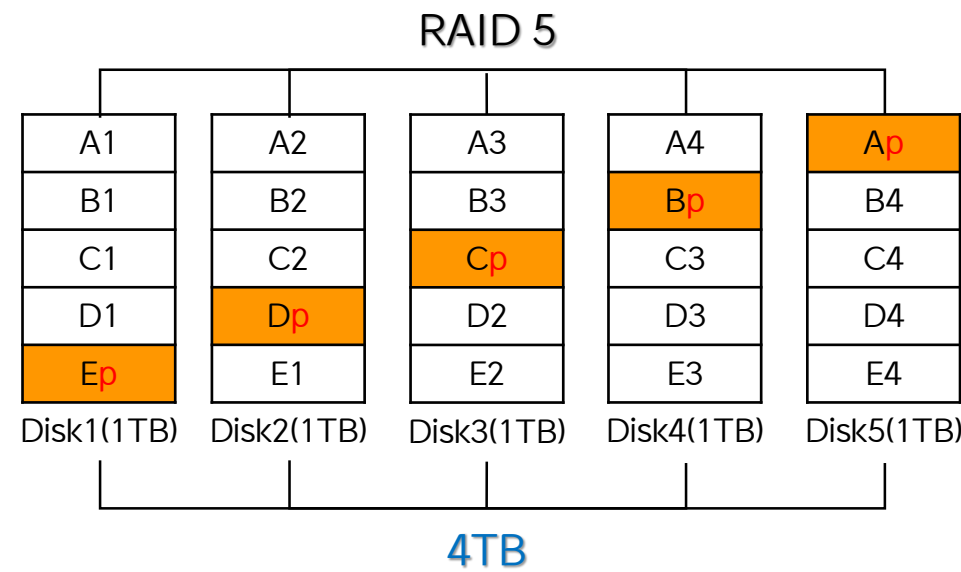 RAID 5
A1 A2 A3 A4 Ap
B1 B2 B3 Bp B4
C1 C2 Cp C3 C4
D1 Dp D2 D3 D4
Ep E1 E2 E3 E4
Disk1(1TB) Disk2(1TB) Disk3(1TB) Disk4(1TB) Disk5(1TB)
4TB